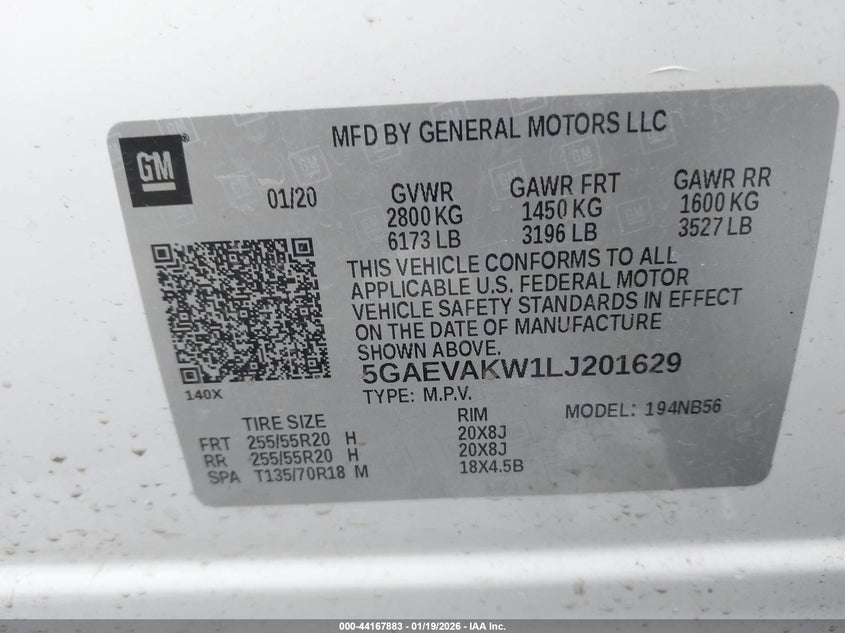 MFD BY GENERAL MOTORS LLC
GM®
01/20
GVWR GAWR FRT GAWR RR
2800 KG 1450 KG 1600 KG
6173 LB 3196 LB 3527 LB
THIS VEHICLE CONFORMS TO ALL
APPLICABLE U.S. FEDERAL MOTOR
VEHICLE SAFETY STANDARDS IN EFFECT
ON THE DATE OF MANUFACTURE
SHOWN ABOVE.
5GAEVAKW1LJ201629
140X
TYPE: M.P.V. MODEL: 194NB56
TIRE SIZE RIM
FRT 255/55R20 H 20X8J
RR 255/55R20 H 20X8J
SPA T135/70R18 M 18X4.5B
000-44167883 - 01/19/2026 - IAA Inc.